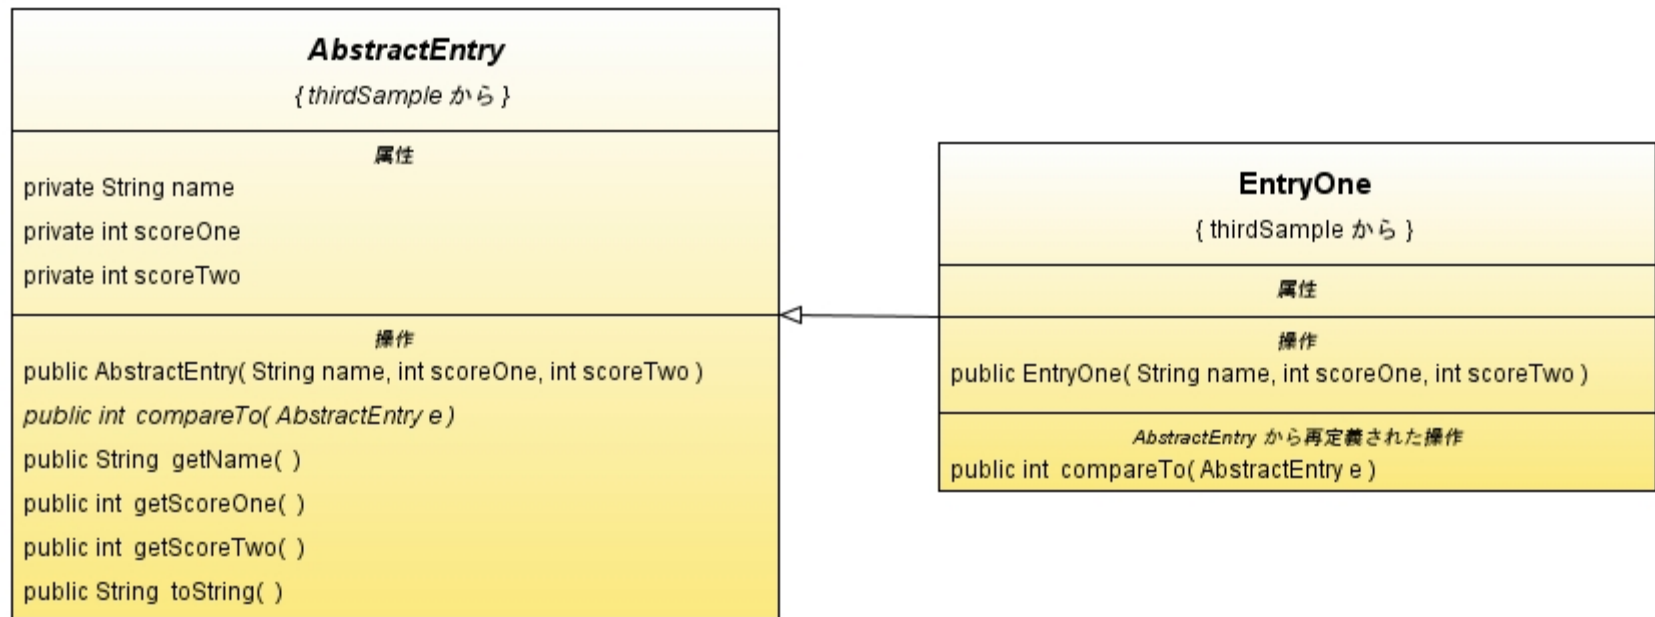 AbstractEntry
{ thirdSample から }
属性
private String name
private int scoreOne
private int scoreTwo
操作
public AbstractEntry( String name, int scoreOne, int scoreTwo )
public int compareTo( AbstractEntry e )
public String getName( )
public int getScoreOne( )
public int getScoreTwo( )
public String toString( )
EntryOne
{ thirdSample から }
属性
操作
public EntryOne( String name, int scoreOne, int scoreTwo )
AbstractEntry から再定義された操作
public int compareTo( AbstractEntry e )